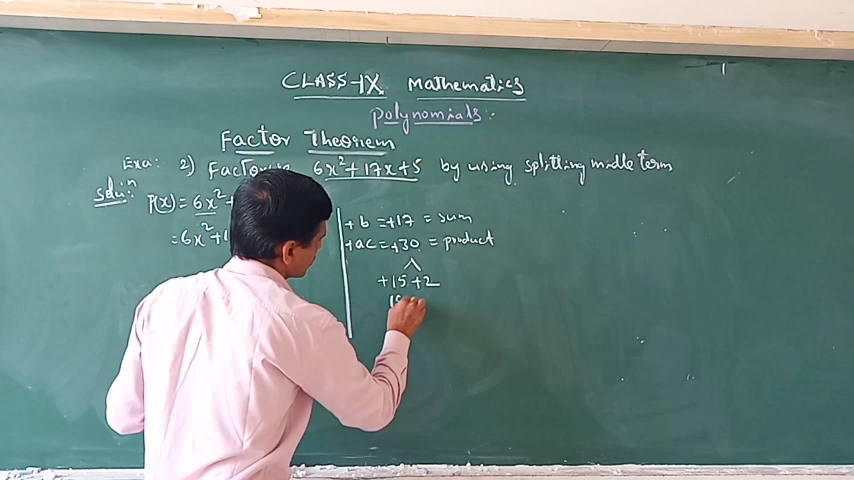 CLASS-IX Mathematics
Polynomials:-
Factor Theorem
Exa: 2) Factorise 6x²+17x+5 by using splitting middle term
Solu:n P(x) = 6x²+
= 6x²+1
+b = +17 = sum
+ac = +30 = product
+15 +2